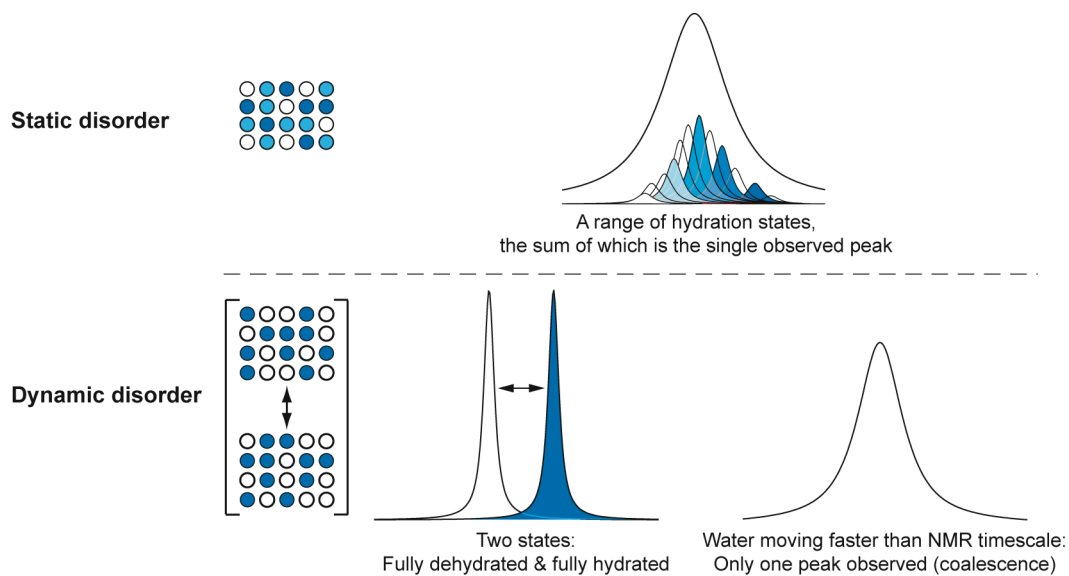 Static disorder
A range of hydration states,
the sum of which is the single observed peak
Dynamic disorder
Two states:
Fully dehydrated & fully hydrated
Water moving faster than NMR timescale:
Only one peak observed (coalescence)